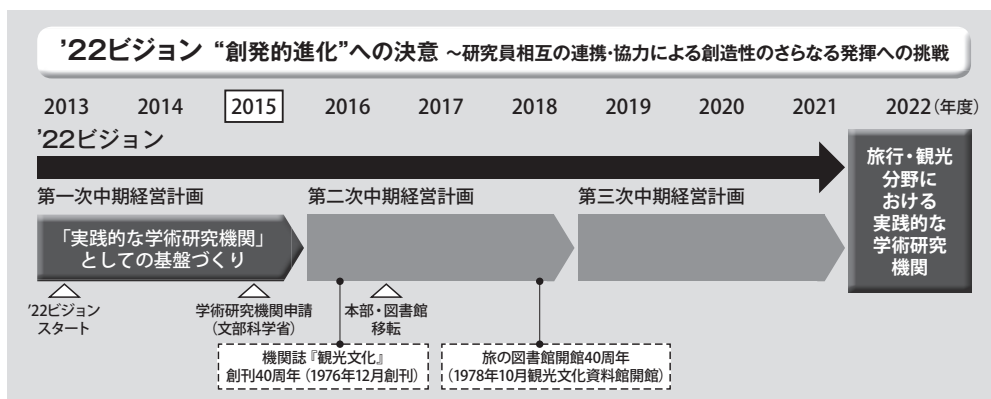 ’22ビジョン “創発的進化”への決意 ～研究員相互の連携・協力による創造性のさらなる発揮への挑戦
2013 2014 2015 2016 2017 2018 2019 2020 2021 2022(年度)
’22ビジョン
第一次中期経営計画 第二次中期経営計画 第三次中期経営計画
「実践的な学術研究機関」
としての基盤づくり
旅行・観光
分野に
おける
実践的な
学術研究
機関
’22ビジョン
スタート
学術研究機関申請
(文部科学省)
本部・図書館
移転
機関誌『観光文化』
創刊40周年(1976年12月創刊)
旅の図書館開館40周年
(1978年10月観光文化資料館開館)